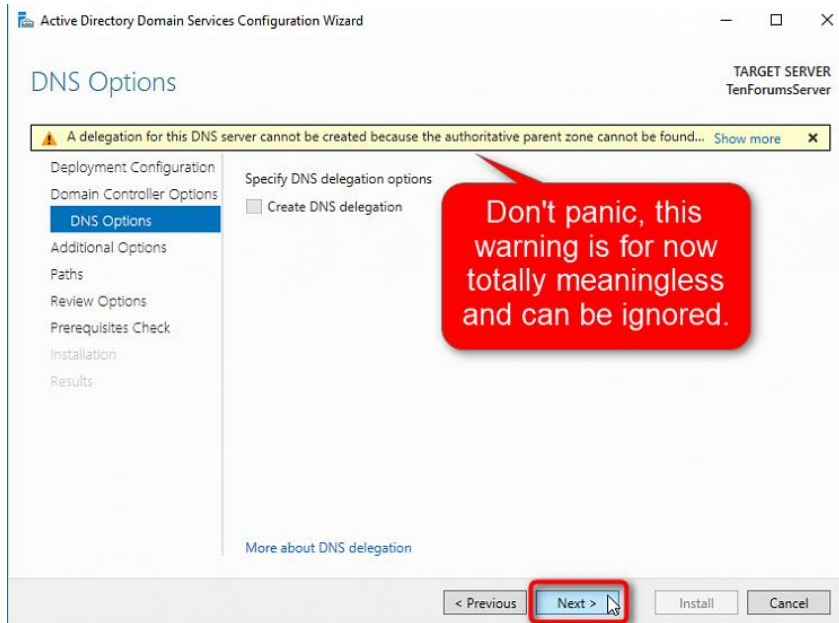 Active Directory Domain Services Configuration Wizard
DNS Options
TARGET SERVER
TenForumsServer
A delegation for this DNS server cannot be created because the authoritative parent zone cannot be found... Show more
Deployment Configuration
Domain Controller Options
DNS Options
Additional Options
Paths
Review Options
Prerequisites Check
Installation
Results
Specify DNS delegation options
Create DNS delegation
Don't panic, this
warning is for now
totally meaningless
and can be ignored.
More about DNS delegation
< Previous Next > Install Cancel